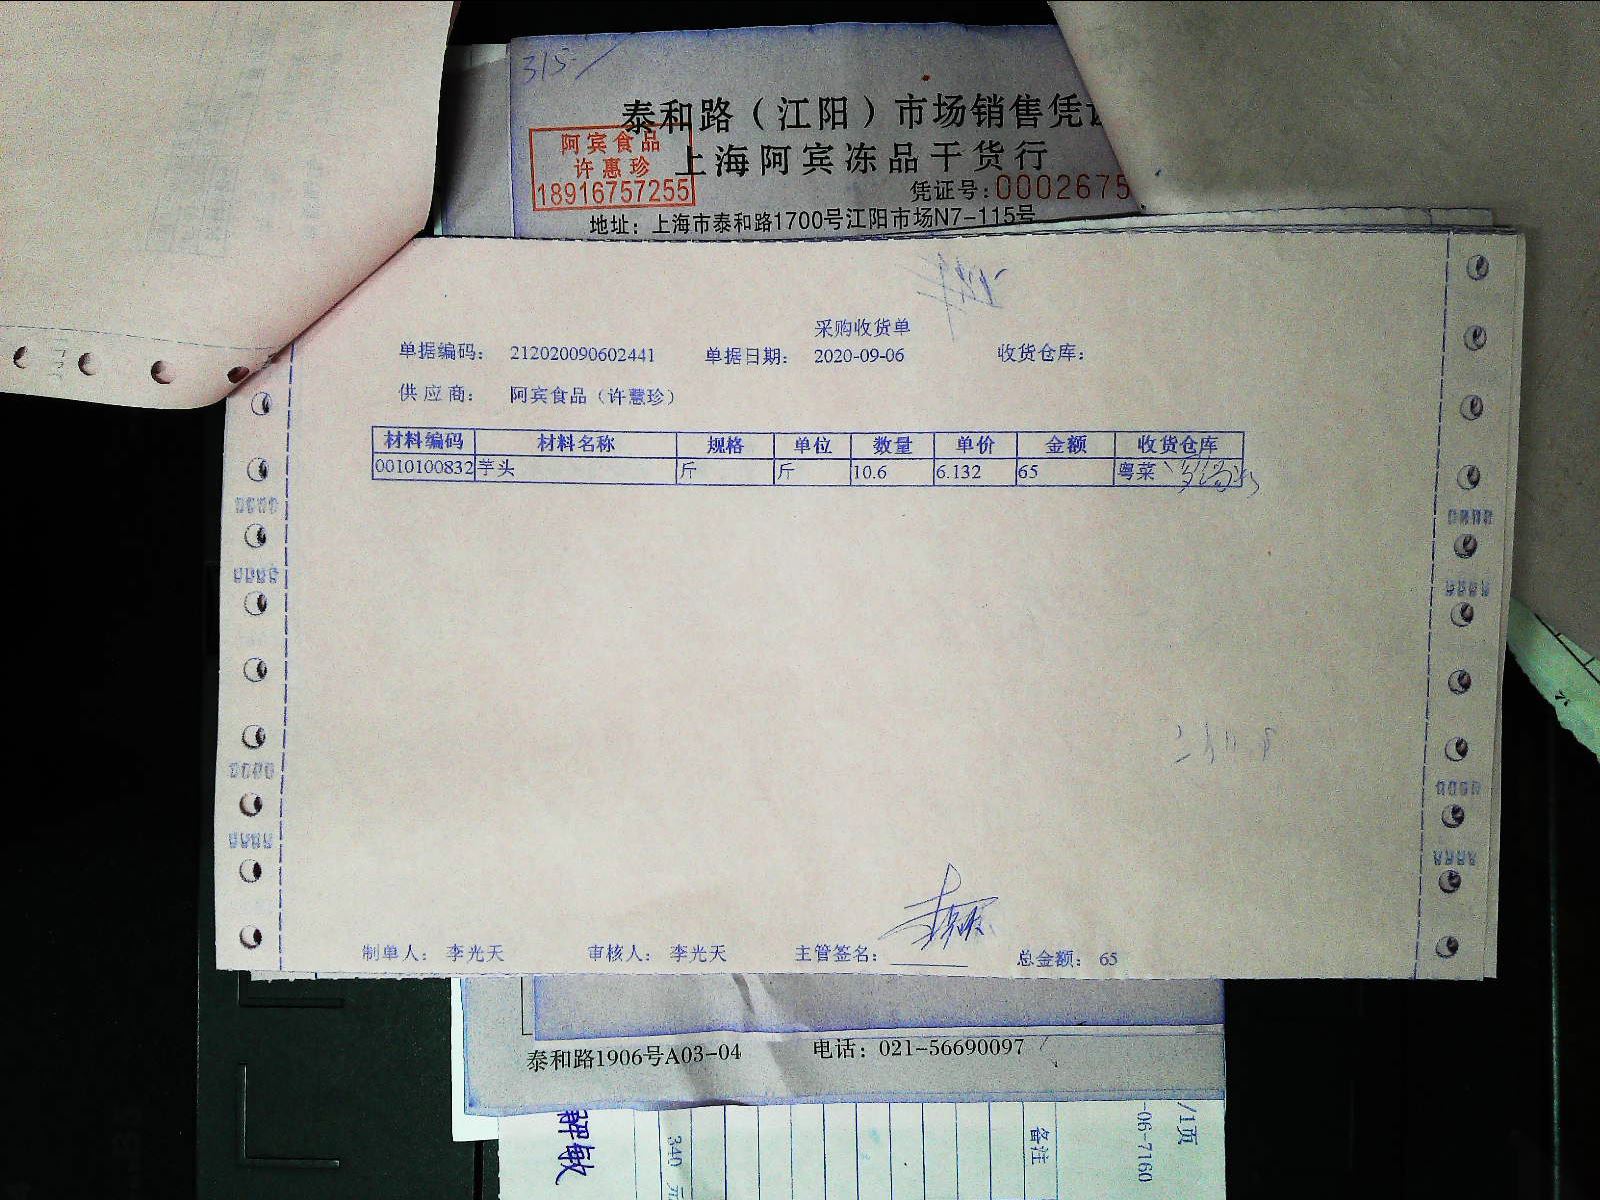 315-
泰和路（江阳）市场销售凭
阿宾食品
许惠珍
18916757255
上海阿宾冻品干货行
凭证号:0002675
地址：上海市泰和路1700号江阳市场N7-115号
采购收货单
单据编码： 212020090602441 单据日期： 2020-09-06 收货仓库：
供应商： 阿宾食品（许慧珍）
材料编码 材料名称 规格 单位 数量 单价 金额 收货仓库
0010100832 芋头 斤 斤 10.6 6.132 65 粤菜
制单人： 李光天 审核人： 李光天 主管签名： 总金额： 65
泰和路1906号A03-04 电话：021-56690097
解敏
340
备注
-06-7160
/1页